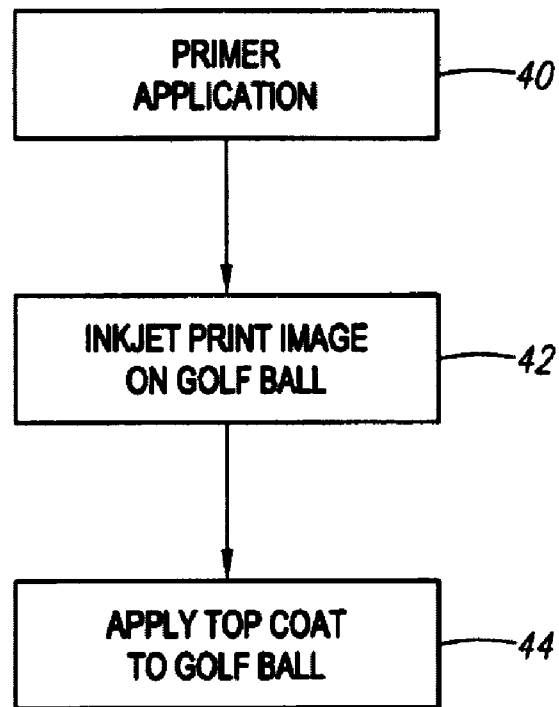 PRIMER
APPLICATION
40
INKJET PRINT IMAGE
ON GOLF BALL
42
APPLY TOP COAT
TO GOLF BALL
44